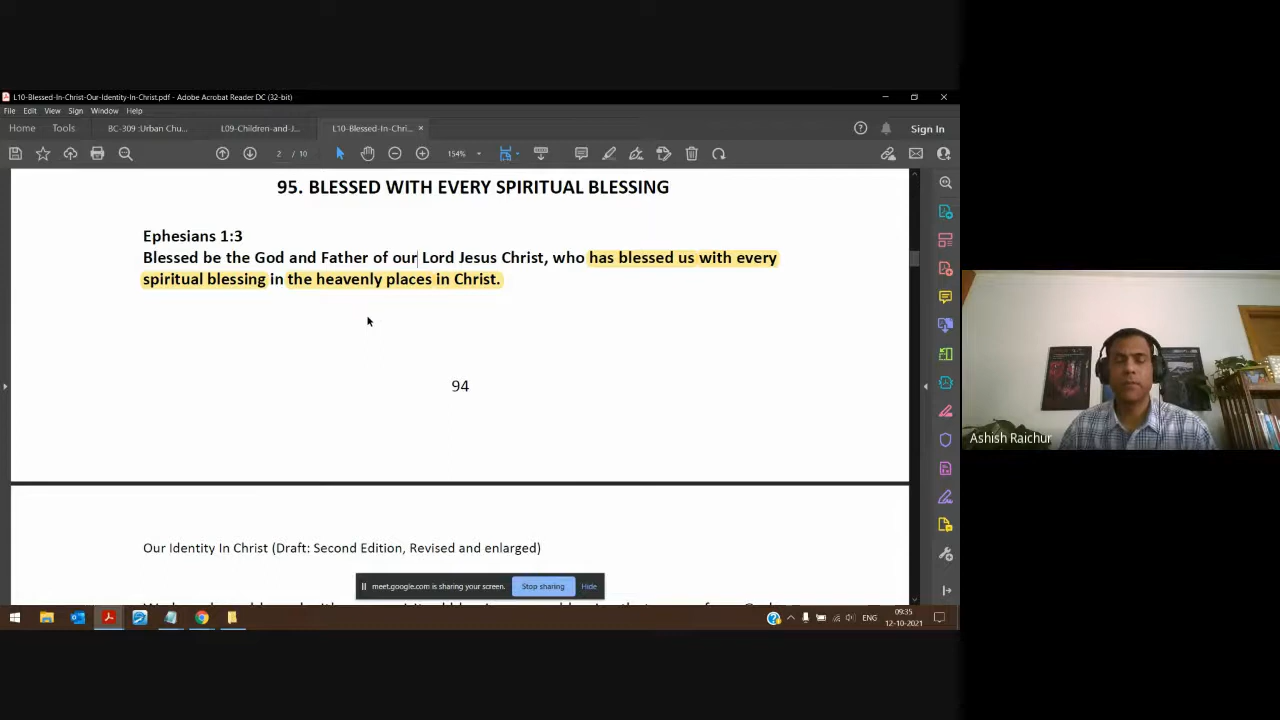 L10-Blessed-In-Christ-Our-Identity-In-Christ.pdf - Adobe Acrobat Reader DC (32-bit)
File Edit View Sign Window Help
Home Tools BC-309 :Urban Chu... L09-Children-and-J... L10-Blessed-In-Chri... × Sign In
2 / 10 154%
95. BLESSED WITH EVERY SPIRITUAL BLESSING
Ephesians 1:3
Blessed be the God and Father of our Lord Jesus Christ, who has blessed us with every
spiritual blessing in the heavenly places in Christ.
94
Ashish Raichur
Our Identity In Christ (Draft: Second Edition, Revised and enlarged)
meet.google.com is sharing your screen. Stop sharing Hide
ENG
09:35
12-10-2021